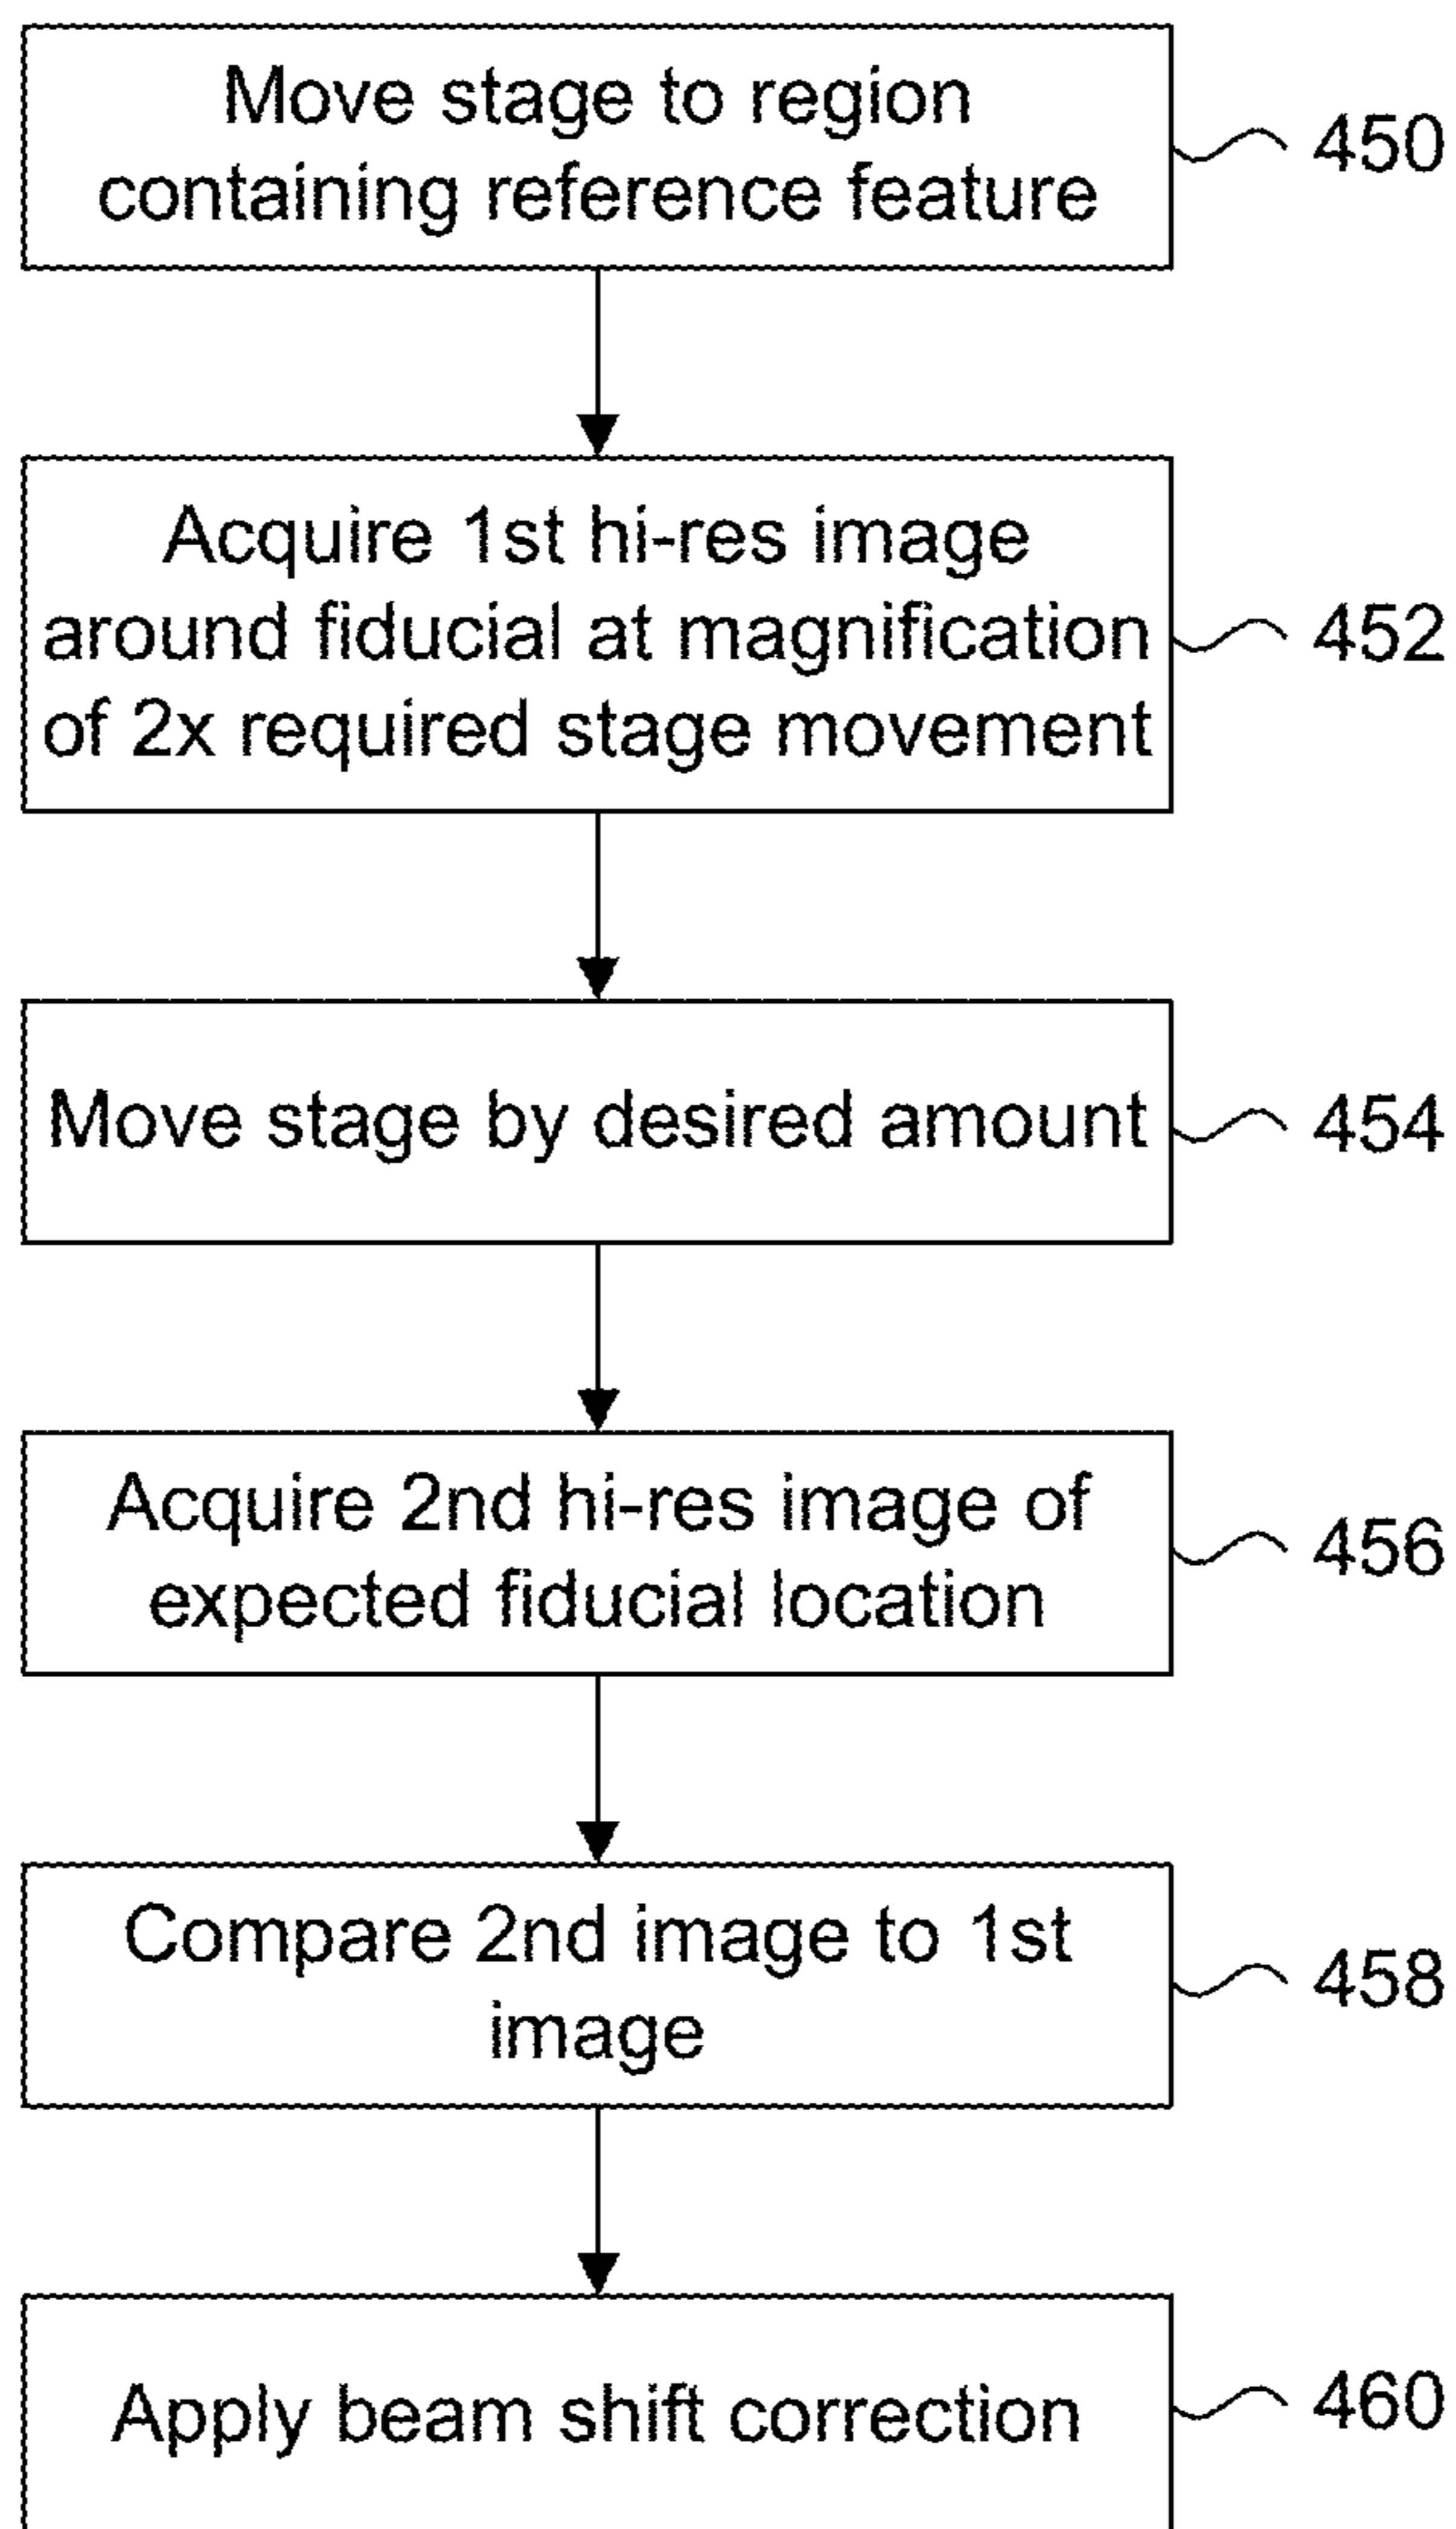 Move stage to region
containing reference feature
450
Acquire 1st hi-res image
around fiducial at magnification
of 2x required stage movement
452
Move stage by desired amount
454
Acquire 2nd hi-res image of
expected fiducial location
456
Compare 2nd image to 1st
image
458
Apply beam shift correction
460